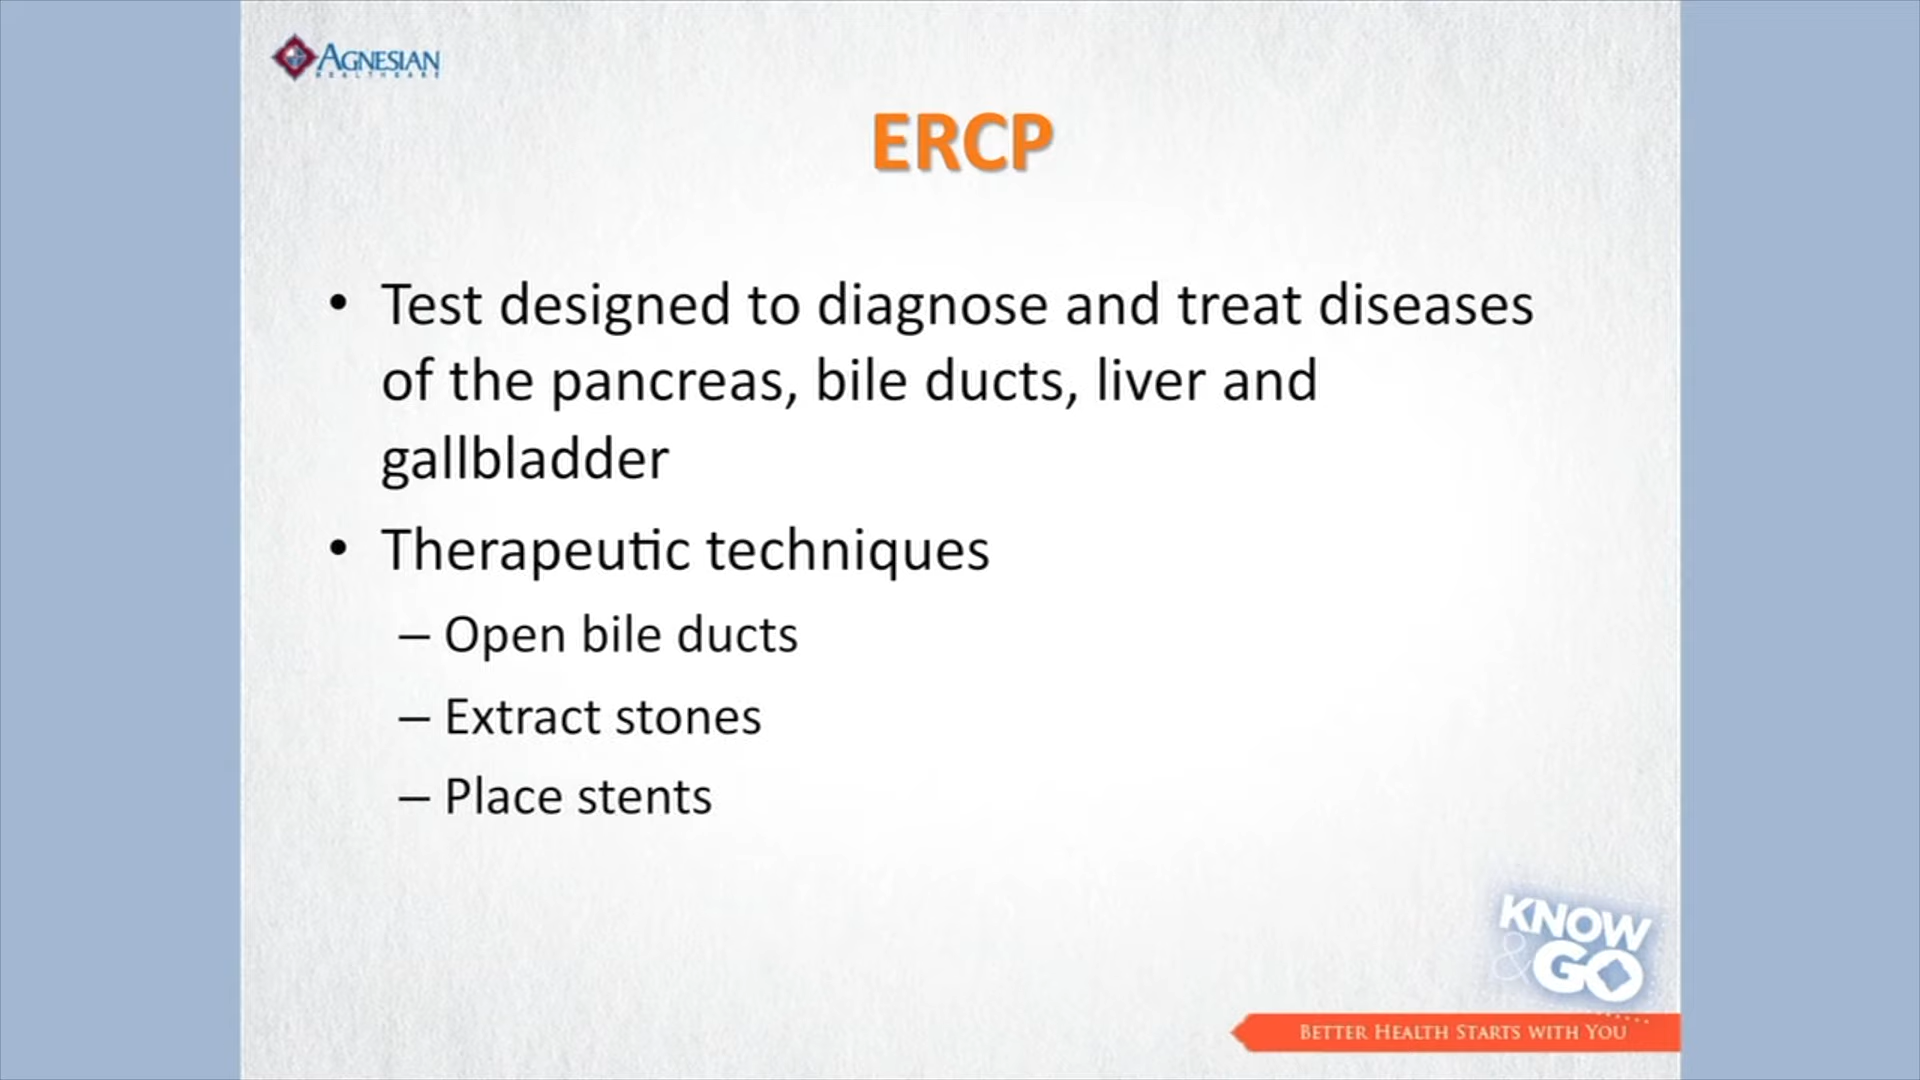 AGNESIAN
HEALTHCARE
ERCP
• Test designed to diagnose and treat diseases
of the pancreas, bile ducts, liver and
gallbladder
• Therapeutic techniques
– Open bile ducts
– Extract stones
– Place stents
KNOW
& GO
BETTER HEALTH STARTS WITH YOU